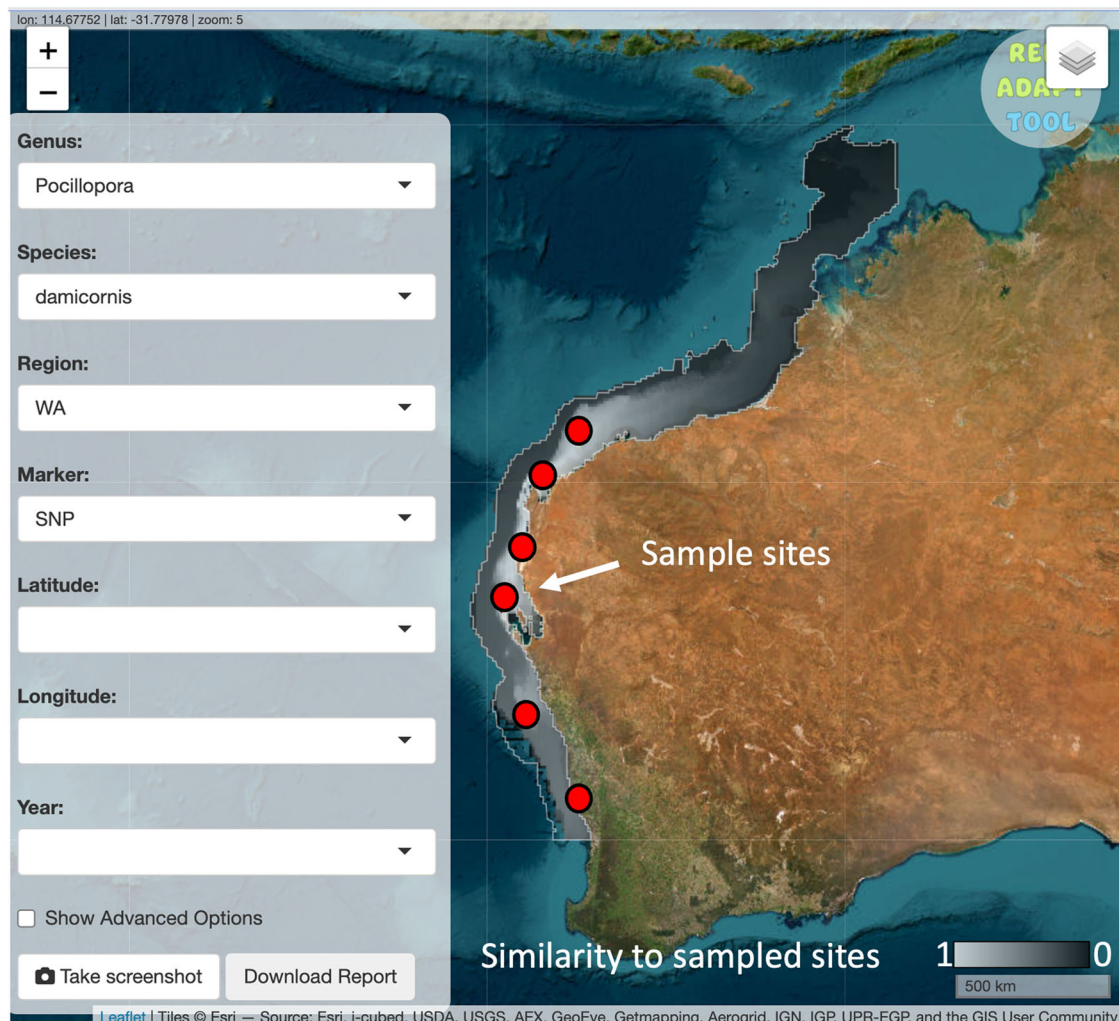 lon: 114.67752 | lat: -31.77978 | zoom: 5
+
−
ADAPT
TOOL
Genus:
Pocillopora
Species:
damicornis
Region:
WA
Marker:
SNP
Latitude:
Longitude:
Year:
Show Advanced Options
Take screenshot
Download Report
Sample sites
Similarity to sampled sites
1
0
500 km
Leaflet | Tiles © Esri — Source: Esri, i-cubed, USDA, USGS, AEX, GeoEye, Getmapping, Aerogrid, IGN, IGP, UPR-EGP, and the GIS User Community